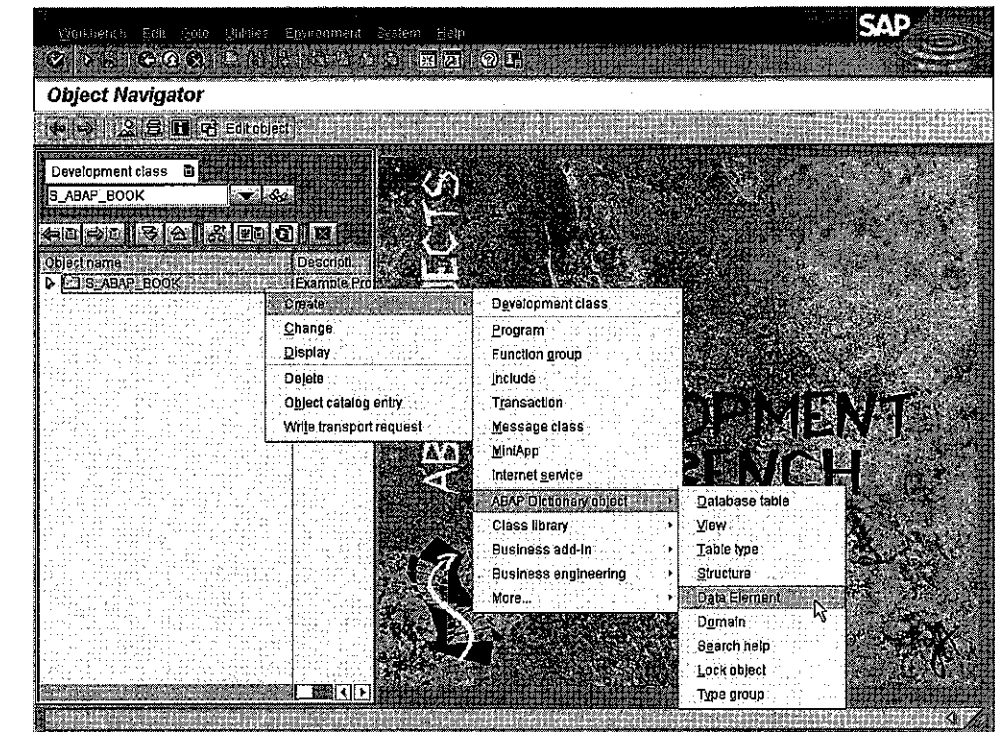 SAP
Workbench Edit Goto Utilities Environment System Help
Object Navigator
Edit object
Development class
S_ABAP_BOOK
Object name Descripti
S_ABAP_BOOK Example Pro
Create
Change
Display
Delete
Object catalog entry
Write transport request
Development class
Program
Function group
Include
Transaction
Message class
MiniApp
Internet service
ABAP Dictionary object
Class library
Business add-in
Business engineering
More...
Database table
View
Table type
Structure
Data Element
Domain
Search help
Lock object
Type group